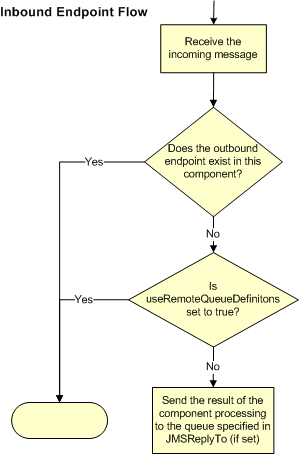 Inbound Endpoint Flow
Receive the
incoming message
Does the outbound
endpoint exist in this
component?
Yes
No
Is
useRemoteQueueDefinitons
set to true?
Yes
No
Send the result of the
component processing
to the queue specified in
JMSReplyTo (if set)